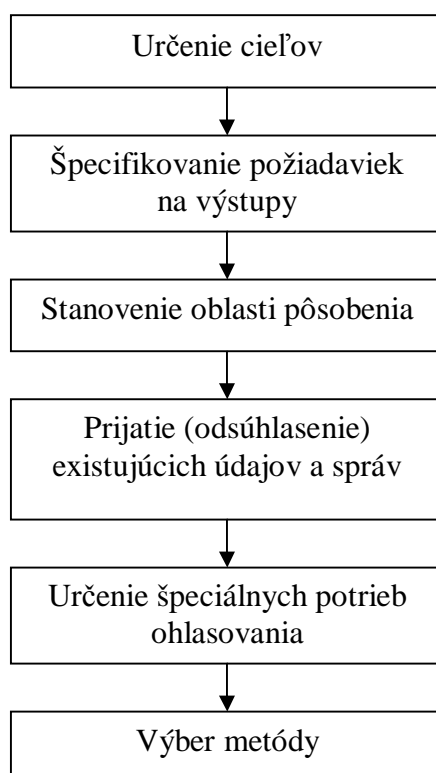 Určenie cieľov
Špecifikovanie požiadaviek
na výstupy
Stanovenie oblasti pôsobenia
Prijatie (odsúhlasenie)
existujúcich údajov a správ
Určenie špeciálnych potrieb
ohlasovania
Výber metódy